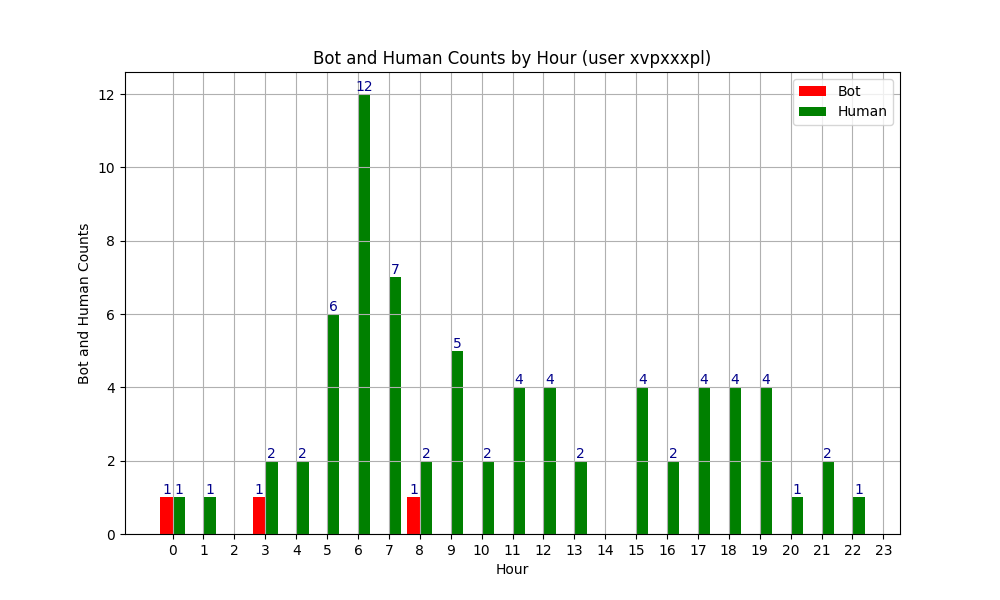 Bot and Human Counts by Hour (user xvpxxxpl)
Bot
Human
Bot and Human Counts
12
10
8
6
4
2
0
1 1 1 1 2 2 6 12 7 1 2 5 2 4 4 2 4 2 4 4 4 1 2 1
0 1 2 3 4 5 6 7 8 9 10 11 12 13 14 15 16 17 18 19 20 21 22 23
Hour